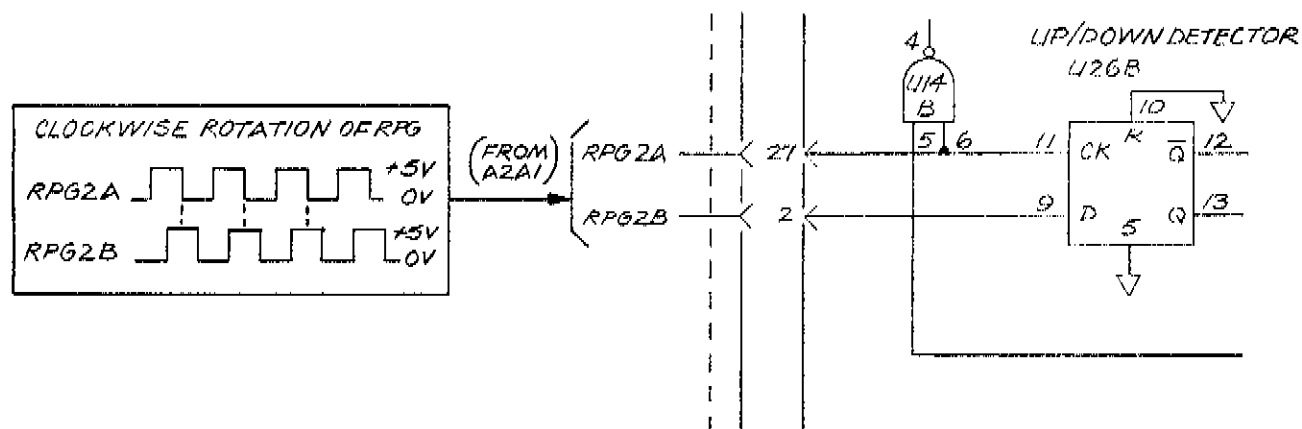 CLOCKWISE ROTATION OF RPG
RPG2A
+5V
0V
RPG2B
+5V
0V
(FROM
A2A1)
RPG2A
RPG2B
27
2
4
U14
B
5
6
UP/DOWN DETECTOR
U26B
10
K
11
CK
Q
12
9
D
Q
13
5